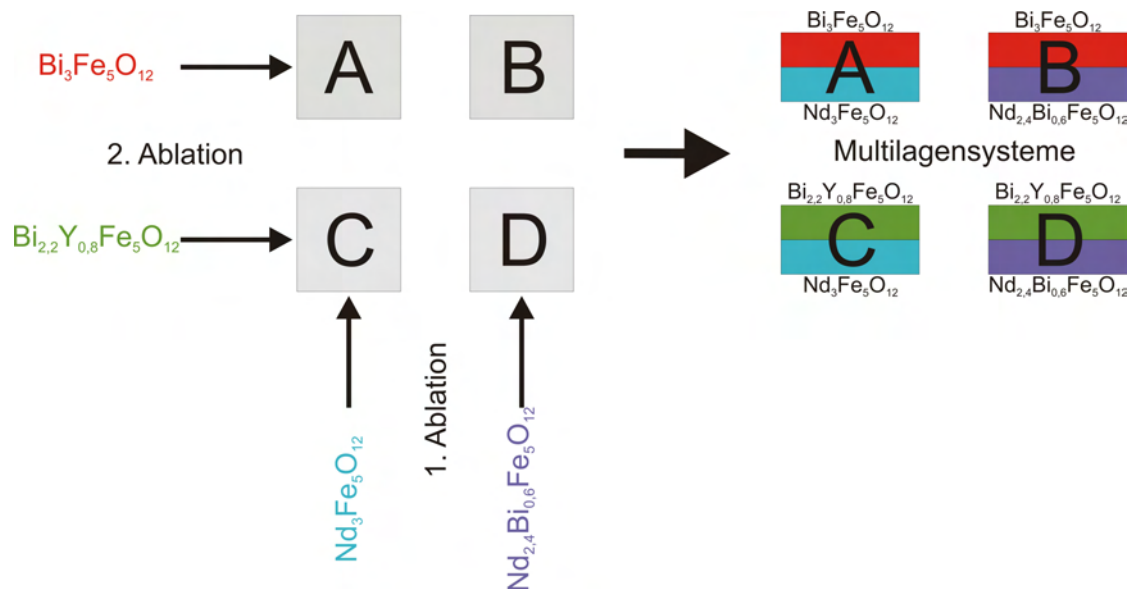 Bi₃Fe₅O₁₂
A
B
2. Ablation
Bi₂,₂Y₀,₈Fe₅O₁₂
C
D
1. Ablation
Nd₃Fe₅O₁₂
Nd₂,₄Bi₀,₆Fe₅O₁₂
Bi₃Fe₅O₁₂
A
Nd₃Fe₅O₁₂
Bi₃Fe₅O₁₂
B
Nd₂,₄Bi₀,₆Fe₅O₁₂
Multilagensysteme
Bi₂,₂Y₀,₈Fe₅O₁₂
C
Nd₃Fe₅O₁₂
Bi₂,₂Y₀,₈Fe₅O₁₂
D
Nd₂,₄Bi₀,₆Fe₅O₁₂